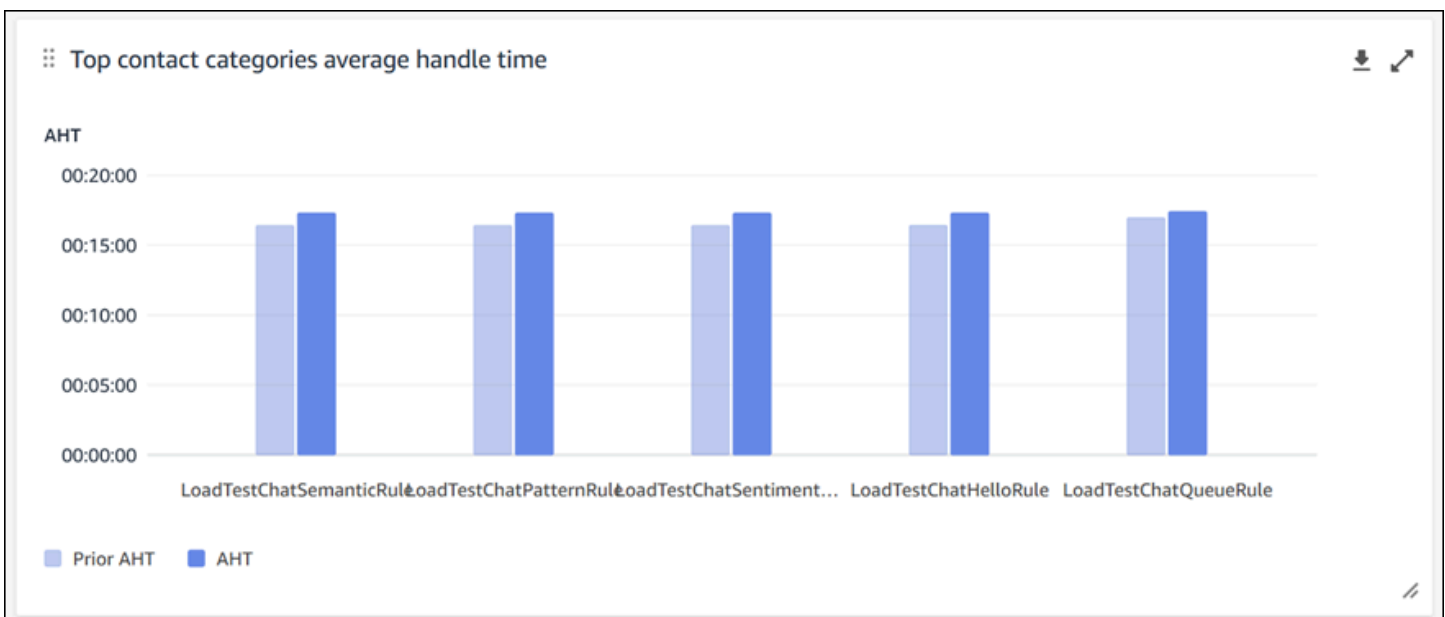 Top contact categories average handle time
AHT
00:20:00
00:15:00
00:10:00
00:05:00
00:00:00
LoadTestChatSemanticRule LoadTestChatPatternRule LoadTestChatSentiment... LoadTestChatHelloRule LoadTestChatQueueRule
Prior AHT AHT